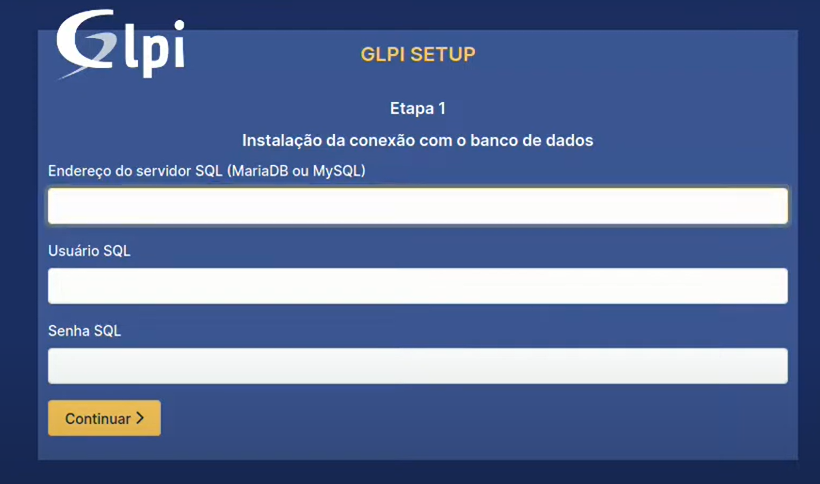 Glpi
GLPI SETUP
Etapa 1
Instalação da conexão com o banco de dados
Endereço do servidor SQL (MariaDB ou MySQL)
Usuário SQL
Senha SQL
Continuar